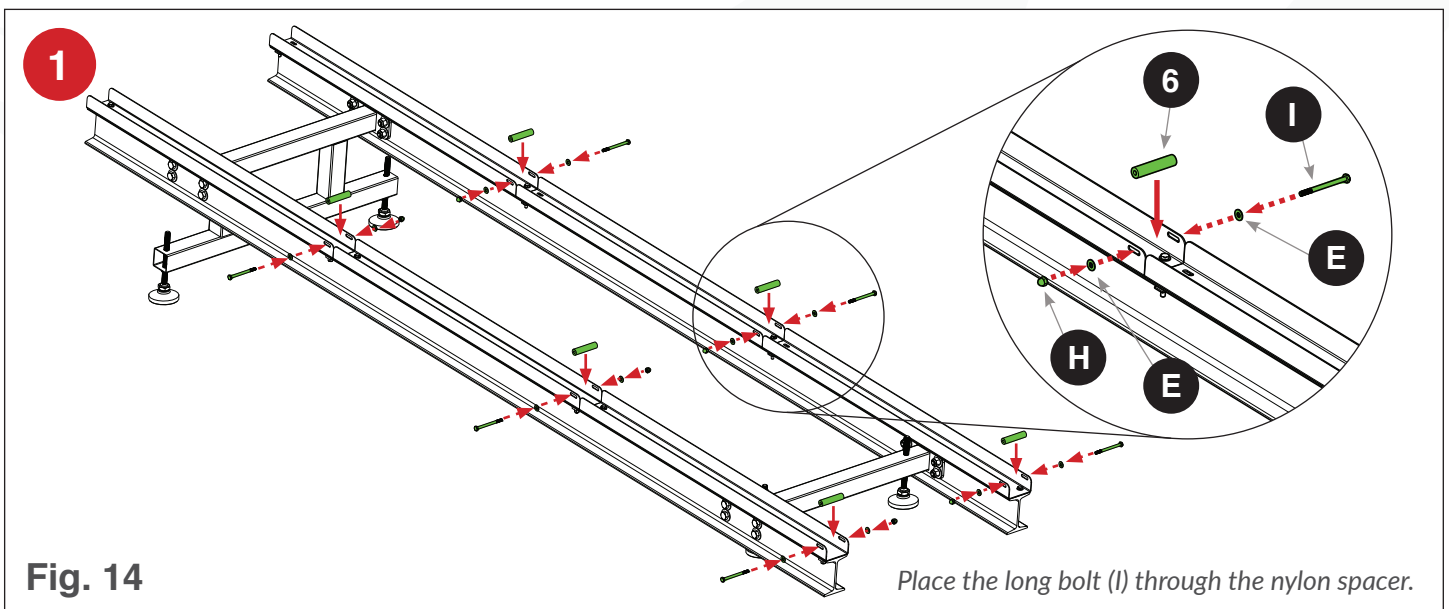 1
6
I
E
H
E
Fig. 14
Place the long bolt (I) through the nylon spacer.